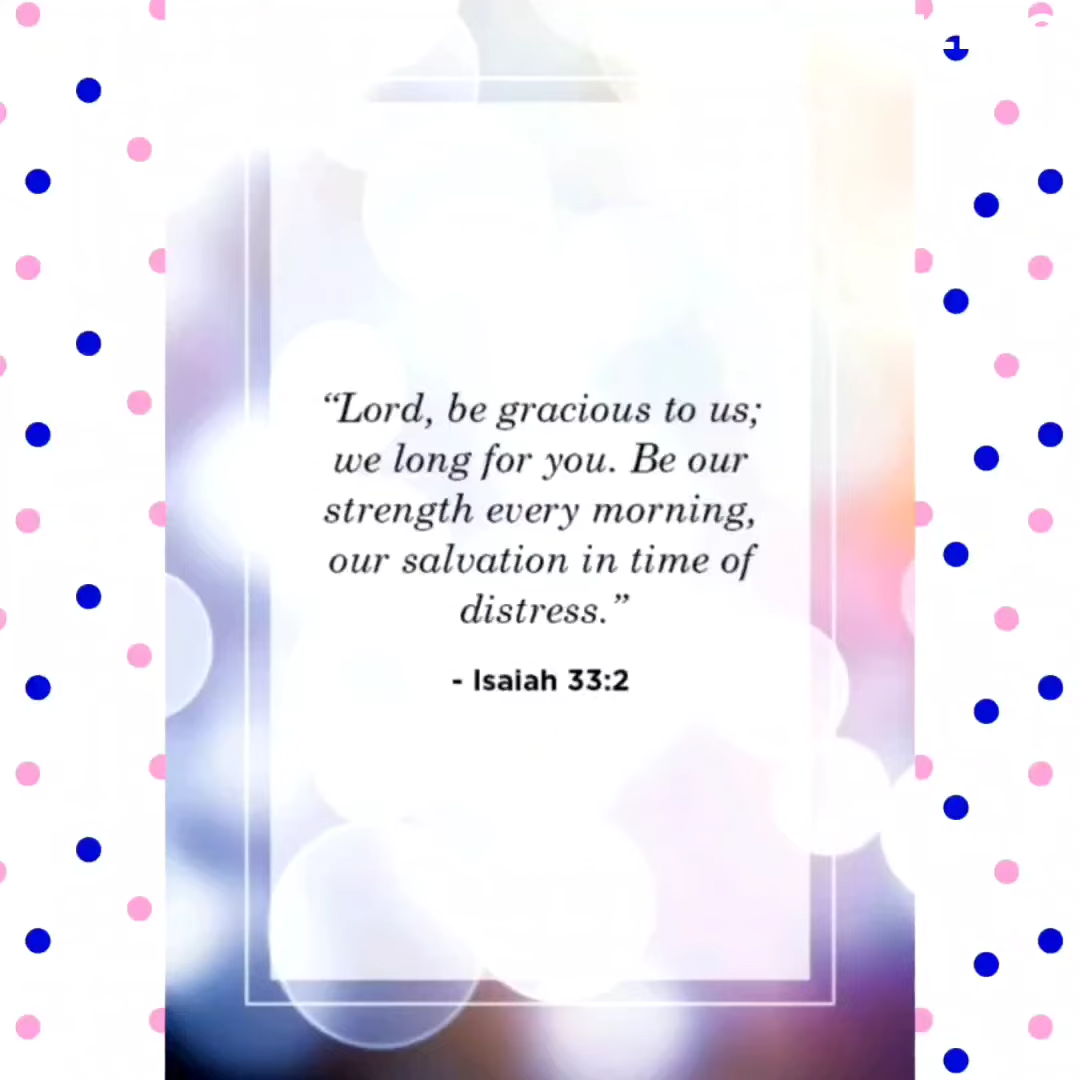 “Lord, be gracious to us;
we long for you. Be our
strength every morning,
our salvation in time of
distress.”
- Isaiah 33:2